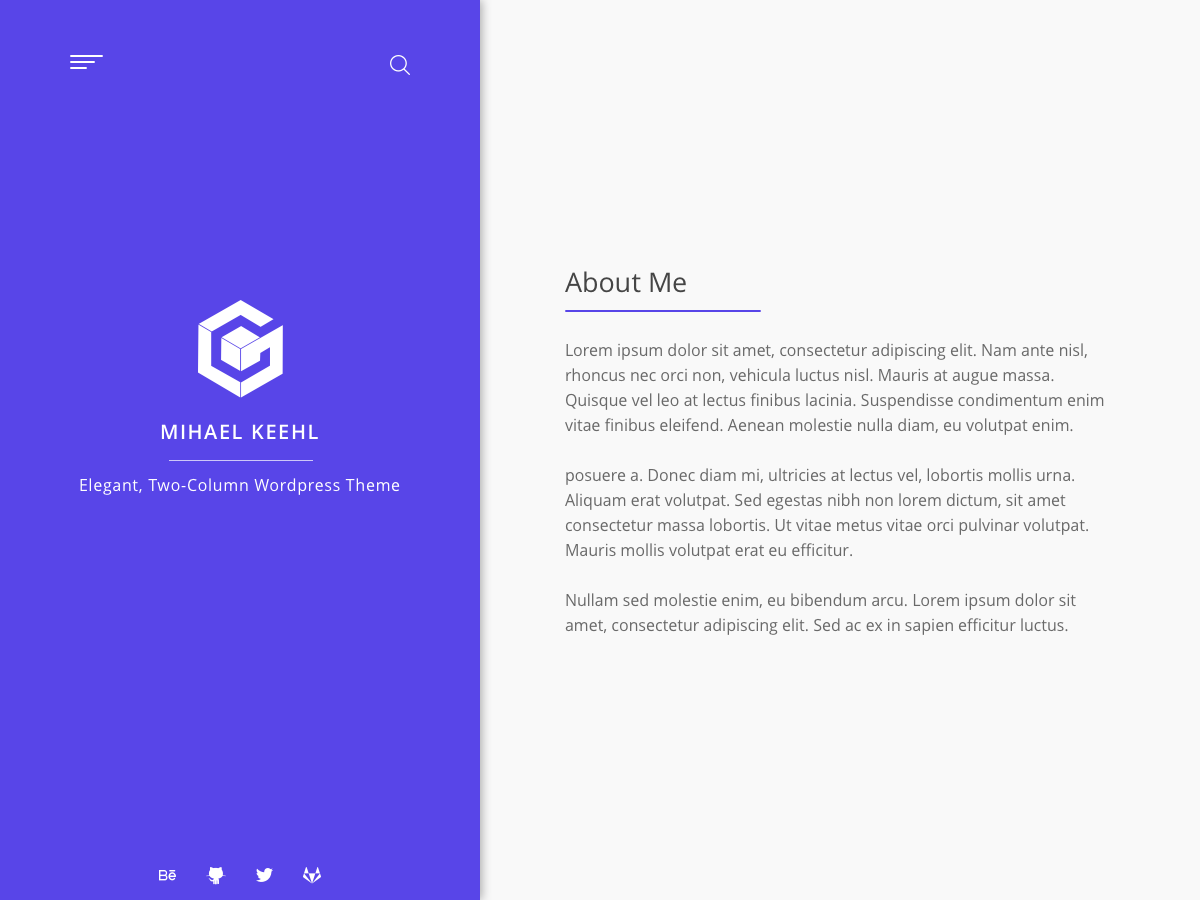 MIHAEL KEEHL
Elegant, Two-Column Wordpress Theme
Bē
About Me
Lorem ipsum dolor sit amet, consectetur adipiscing elit. Nam ante nisl,
rhoncus nec orci non, vehicula luctus nisl. Mauris at augue massa.
Quisque vel leo at lectus finibus lacinia. Suspendisse condimentum enim
vitae finibus eleifend. Aenean molestie nulla diam, eu volutpat enim.
posuere a. Donec diam mi, ultricies at lectus vel, lobortis mollis urna.
Aliquam erat volutpat. Sed egestas nibh non lorem dictum, sit amet
consectetur massa lobortis. Ut vitae metus vitae orci pulvinar volutpat.
Mauris mollis volutpat erat eu efficitur.
Nullam sed molestie enim, eu bibendum arcu. Lorem ipsum dolor sit
amet, consectetur adipiscing elit. Sed ac ex in sapien efficitur luctus.